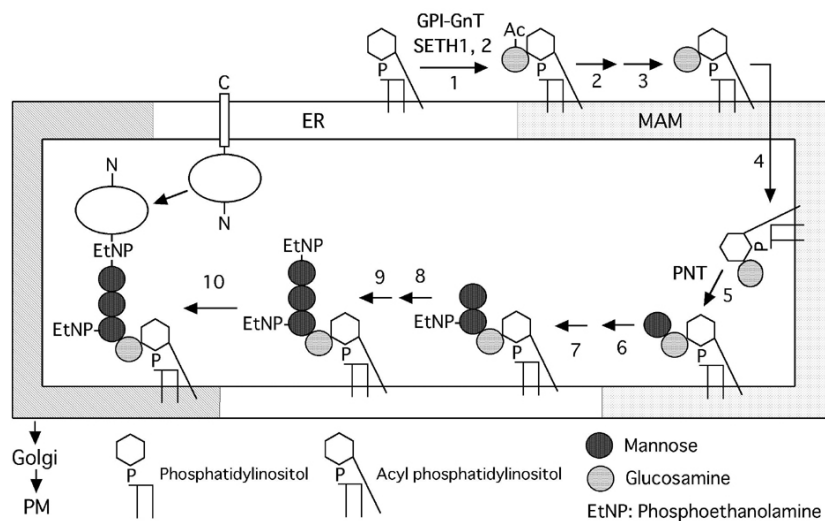 GPI-GnT
SETH1, 2
1
P
Ac
P
2
3
P
C
ER
MAM
4
N
N
P
PNT
5
EtNP
EtNP
10
9
8
EtNP
EtNP
P
EtNP
P
7
6
P
P
Golgi
PM
P
Phosphatidylinositol
P
Acyl phosphatidylinositol
Mannose
Glucosamine
EtNP: Phosphoethanolamine